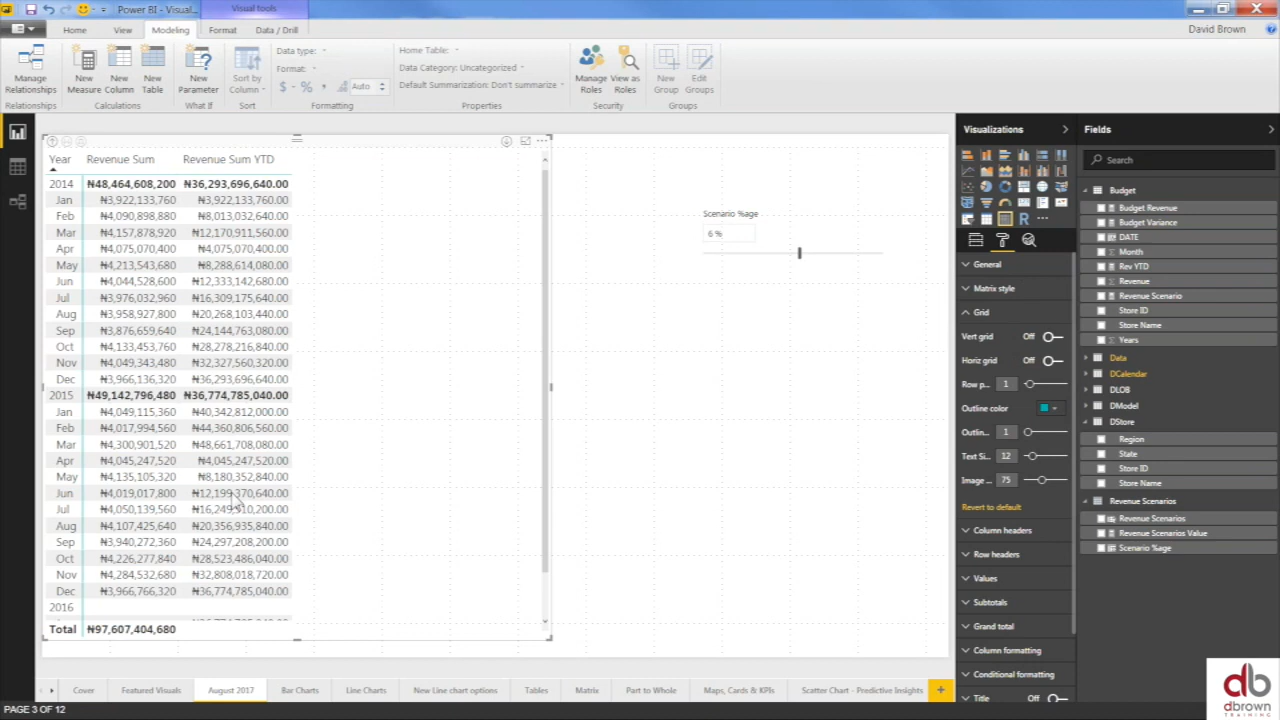 Power BI - Visual...
Visual tools
Home View Modeling Format Data / Drill
David Brown
Manage Relationships
New Measure
New Column
New Table
New Parameter
Sort by Column
Data type:
Format:
$ % , Auto
Home Table:
Data Category: Uncategorized
Default Summarization: Don't summarize
Manage Roles
View as Roles
New Group
Edit Groups
Relationships Calculations What If Sort Formatting Properties Security Groups
Year Revenue Sum Revenue Sum YTD
2014 ₦48,464,608,200 ₦36,293,696,640.00
Jan ₦3,922,133,760 ₦3,922,133,760.00
Feb ₦4,090,898,880 ₦8,013,032,640.00
Mar ₦4,157,878,920 ₦12,170,911,560.00
Apr ₦4,075,070,400 ₦4,075,070,400.00
May ₦4,213,543,680 ₦8,288,614,080.00
Jun ₦4,044,528,600 ₦12,333,142,680.00
Jul ₦3,976,032,960 ₦16,309,175,640.00
Aug ₦3,958,927,800 ₦20,268,103,440.00
Sep ₦3,876,659,640 ₦24,144,763,080.00
Oct ₦4,133,453,760 ₦28,278,216,840.00
Nov ₦4,049,343,480 ₦32,327,560,320.00
Dec ₦3,966,136,320 ₦36,293,696,640.00
2015 ₦49,142,796,480 ₦36,774,785,040.00
Jan ₦4,049,115,360 ₦40,342,812,000.00
Feb ₦4,017,994,560 ₦44,360,806,560.00
Mar ₦4,300,901,520 ₦48,661,708,080.00
Apr ₦4,045,247,520 ₦4,045,247,520.00
May ₦4,135,105,320 ₦8,180,352,840.00
Jun ₦4,019,017,800 ₦12,199,370,640.00
Jul ₦4,050,139,560 ₦16,249,510,200.00
Aug ₦4,107,425,640 ₦20,356,935,840.00
Sep ₦3,940,272,360 ₦24,297,208,200.00
Oct ₦4,226,277,840 ₦28,523,486,040.00
Nov ₦4,284,532,680 ₦32,808,018,720.00
Dec ₦3,966,766,320 ₦36,774,785,040.00
2016
Total ₦97,607,404,680
Scenario %age
6 %
Visualizations
General
Matrix style
Grid
Vert grid Off
Horiz grid Off
Row p... 1
Outline color
Outlin... 1
Text Si... 12
Image ... 75
Revert to default
Column headers
Row headers
Values
Subtotals
Grand total
Column formatting
Conditional formatting
Title Off
Fields
Search
Budget
Budget Revenue
Budget Variance
DATE
Month
Rev YTD
Revenue
Revenue Scenario
Store ID
Store Name
Years
Data
DCalendar
DLOB
DModel
DStore
Region
State
Store ID
Store Name
Revenue Scenarios
Revenue Scenarios
Revenue Scenarios Value
Scenario %age
Cover Featured Visuals August 2017 Bar Charts Line Charts New Line chart options Tables Matrix Part to Whole Maps, Cards & KPIs Scatter Chart - Predictive Insights
PAGE 3 OF 12
db
dbrown
TRAINING